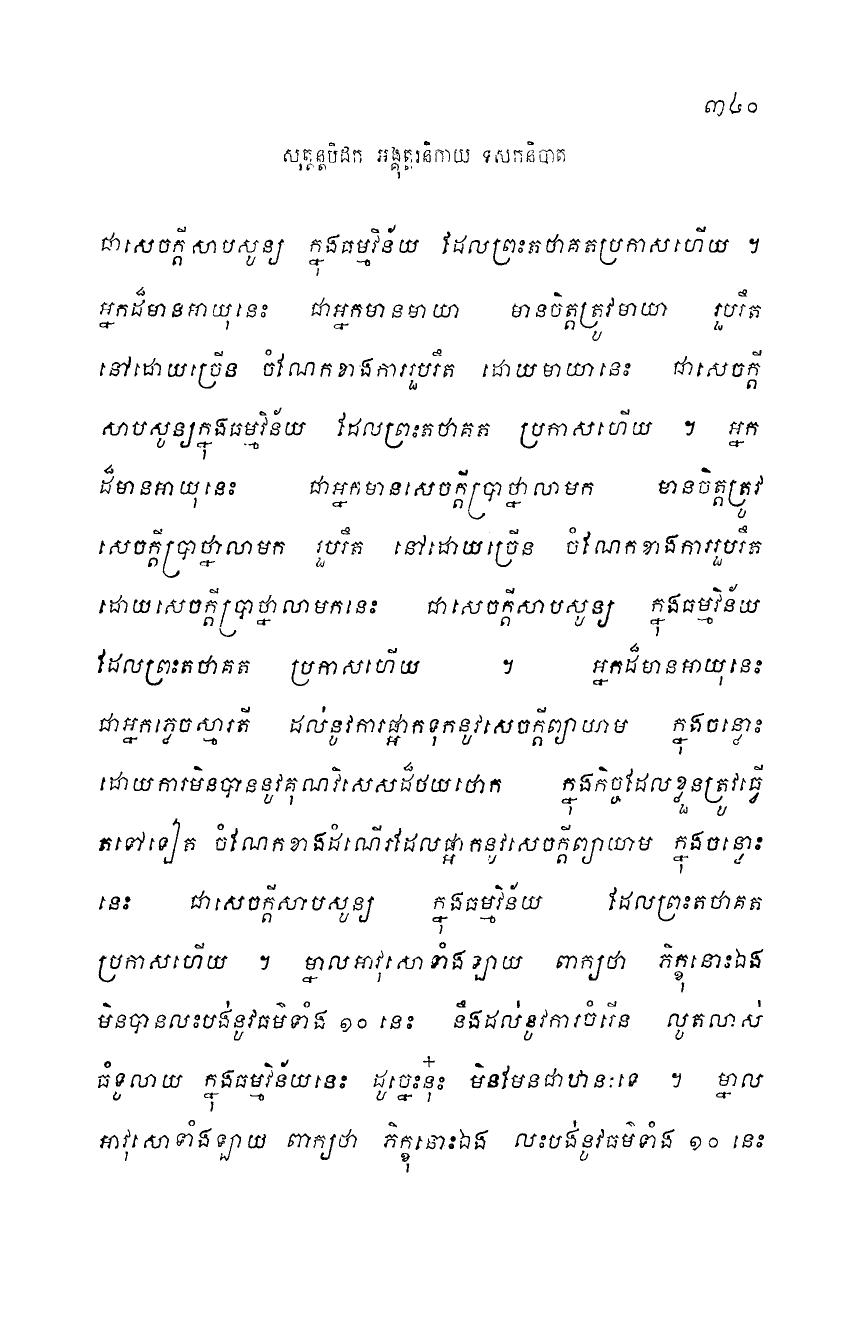 ៣៤០
សុត្តន្តបិដក អង្គុត្តរនិកាយ ទសកនិបាត
ជាសេចក្តីសាបសូន្យ ក្នុងធម្មវិន័យ ដែលព្រះតថាគតប្រកាសហើយ ។
អ្នកដ៏មានអាយុនេះ ជាអ្នកមានមាយា មានចិត្តត្រូវមាយា រួបរឹត
នៅដោយច្រើន ចំណែកខាងការរួបរឹត ដោយមាយានេះ ជាសេចក្តី
សាបសូន្យក្នុងធម្មវិន័យ ដែលព្រះតថាគត ប្រកាសហើយ ។ អ្នក
ដ៏មានអាយុនេះ ជាអ្នកមានសេចក្តីប្រាថ្នាលាមក មានចិត្តត្រូវ
សេចក្តីប្រាថ្នាលាមក រួបរឹត នៅដោយច្រើន ចំណែកខាងការរួបរឹត
ដោយសេចក្តីប្រាថ្នាលាមកនេះ ជាសេចក្តីសាបសូន្យ ក្នុងធម្មវិន័យ
ដែលព្រះតថាគត ប្រកាសហើយ ។ អ្នកដ៏មានអាយុនេះ
ជាអ្នកភ្លេចស្មារតី ដល់នូវការផ្អាកទុកនូវសេចក្តីព្យាយាម ក្នុងចន្លោះ
ដោយការមិនបាននូវគុណវិសេសដ៏ថយថោក ក្នុងកិច្ចដែលខ្លួនត្រូវធ្វើ
តទៅទៀត ចំណែកខាងដំណើរដែលផ្អាកនូវសេចក្តីព្យាយាម ក្នុងចន្លោះ
នេះ ជាសេចក្តីសាបសូន្យ ក្នុងធម្មវិន័យ ដែលព្រះតថាគត
ប្រកាសហើយ ។ ម្នាលអាវុសោទាំងឡាយ ពាក្យថា ភិក្ខុនោះឯង
មិនបានលះបង់នូវធម៌ទាំង ១០ នេះ នឹងដល់នូវការចំរើន លូតលាស់
ធំទូលាយ ក្នុងធម្មវិន័យនេះ ដូច្នេះនុ៎ះ មិនមែនជាឋានៈទេ ។ ម្នាល
អាវុសោទាំងឡាយ ពាក្យថា ភិក្ខុនោះឯង លះបង់នូវធម៌ទាំង ១០ នេះ